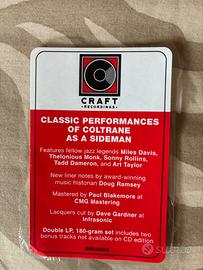 CRAFT
RECORDINGS
CLASSIC PERFORMANCES
OF COLTRANE
AS A SIDEMAN
Features fellow jazz legends Miles Davis,
Thelonious Monk, Sonny Rollins,
Tadd Dameron, and Art Taylor
New liner notes by award-winning
music historian Doug Ramsey
Mastered by Paul Blakemore at
CMG Mastering
Lacquers cut by Dave Gardner at
Infrasonic
Double LP, 180-gram set includes two
bonus tracks not available on CD edition